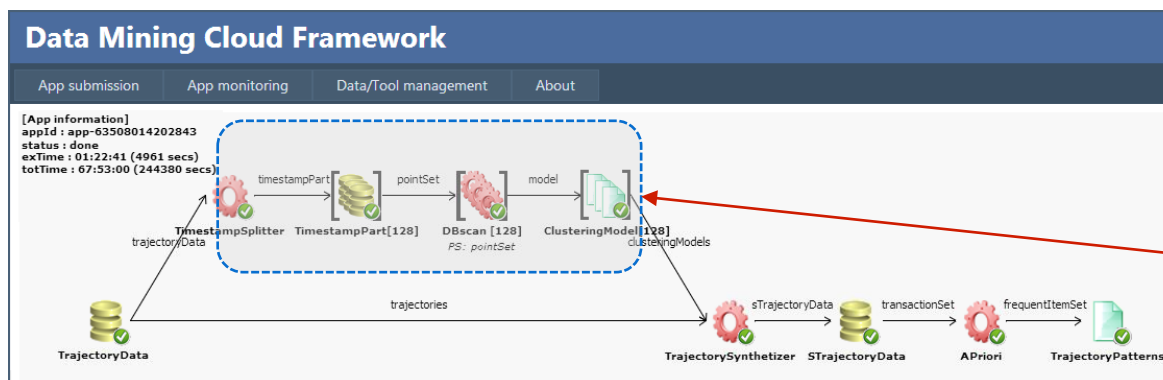 Data Mining Cloud Framework
App submission App monitoring Data/Tool management About
[App information]
appId : app-63508014202843
status : done
exTime : 01:22:41 (4961 secs)
totTime : 67:53:00 (244380 secs)
timestampPart pointSet model
TimestampSplitter TimestampPart[128] DBscan [128] ClusteringModel[128]
trajectoryData PS: pointSet clusteringModels
trajectories sTrajectoryData transactionSet frequentItemSet
TrajectoryData TrajectorySynthetizer STrajectoryData APriori TrajectoryPatterns